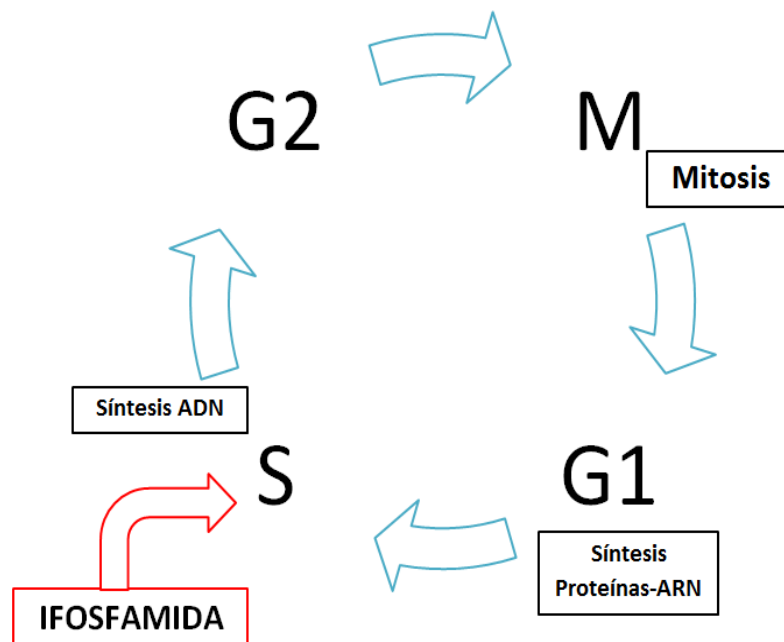 G2
M
Mitosis
Síntesis ADN
S
G1
Síntesis
Proteínas-ARN
IFOSFAMIDA